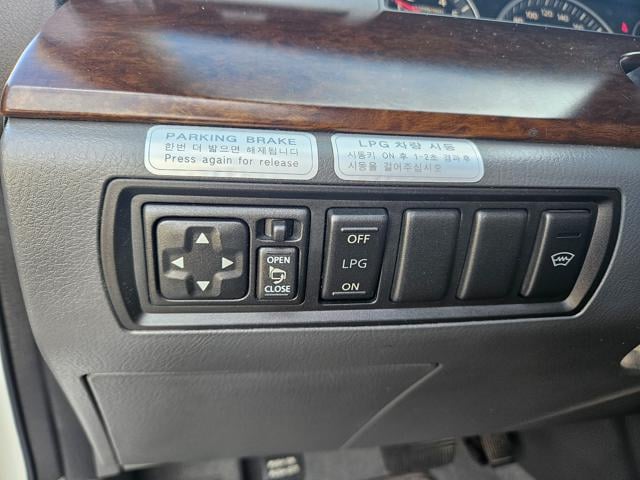 PARKING BRAKE
한번 더 밟으면 해제됩니다
Press again for release
LPG 차량 시동
시동키 ON 후 1-2초 경과후
시동을 걸어주십시오
OPEN
CLOSE
OFF
LPG
ON